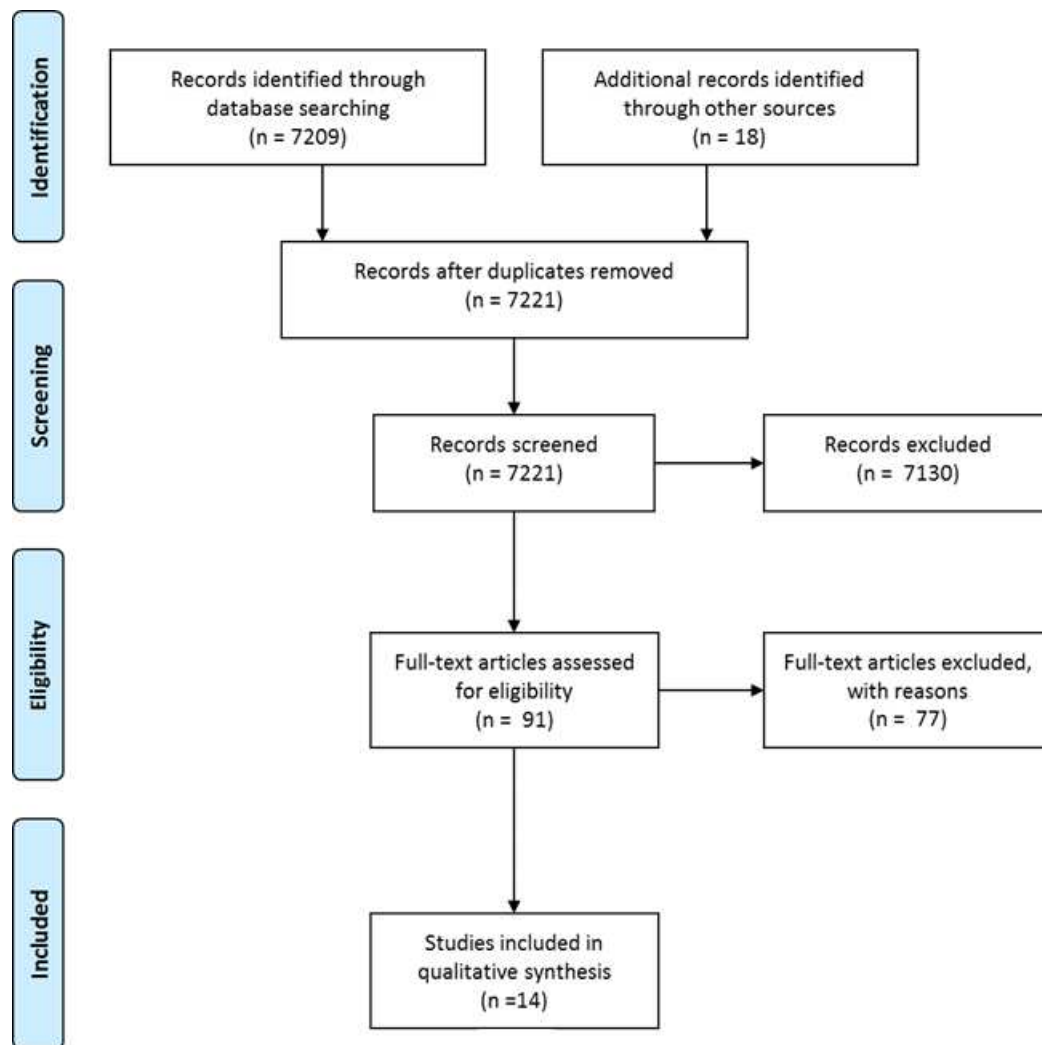 Identification
Records identified through
database searching
(n = 7209)
Additional records identified
through other sources
(n = 18)
Records after duplicates removed
(n = 7221)
Screening
Records screened
(n = 7221)
Records excluded
(n = 7130)
Eligibility
Full-text articles assessed
for eligibility
(n = 91)
Full-text articles excluded,
with reasons
(n = 77)
Included
Studies included in
qualitative synthesis
(n =14)